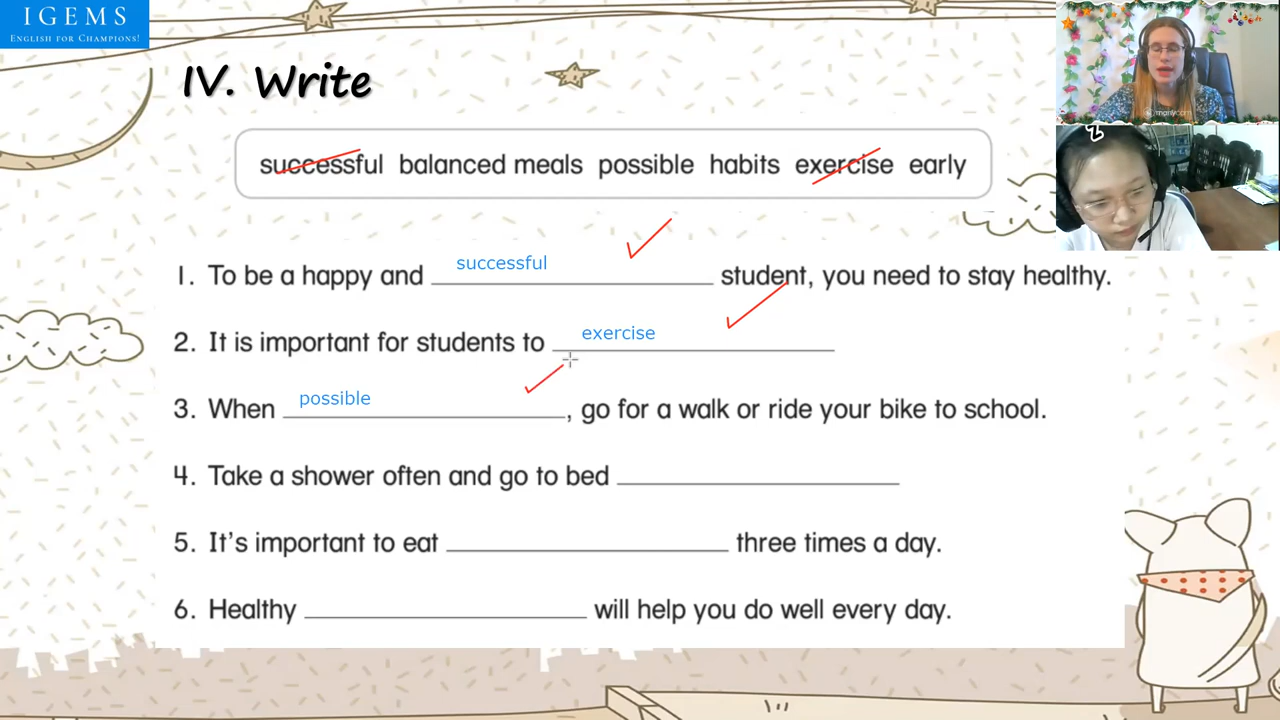 IGEMS
ENGLISH FOR CHAMPIONS!
IV. Write
successful balanced meals possible habits exercise early
1. To be a happy and successful student, you need to stay healthy.
2. It is important for students to exercise
3. When possible, go for a walk or ride your bike to school.
4. Take a shower often and go to bed
5. It's important to eat three times a day.
6. Healthy will help you do well every day.